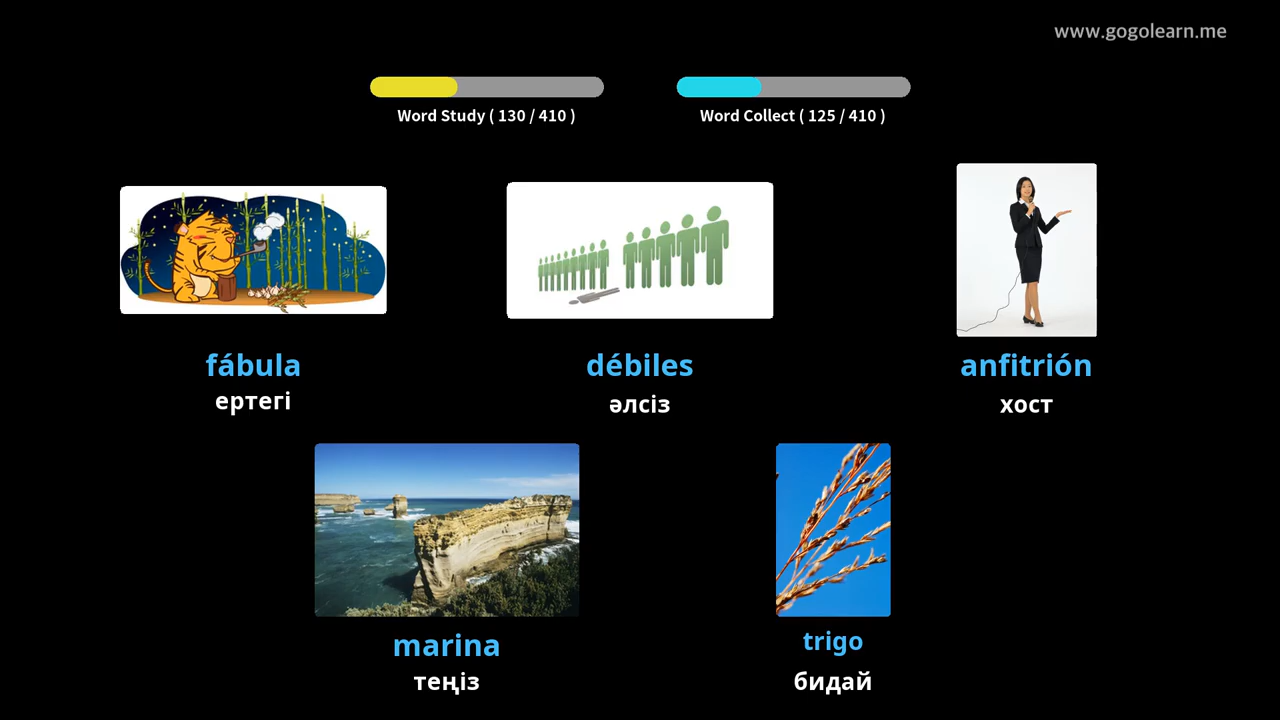 www.gogolearn.me
Word Study ( 130 / 410 )
Word Collect ( 125 / 410 )
fábula
ертегі
débiles
әлсіз
anfitrión
хост
marina
теңіз
trigo
бидай